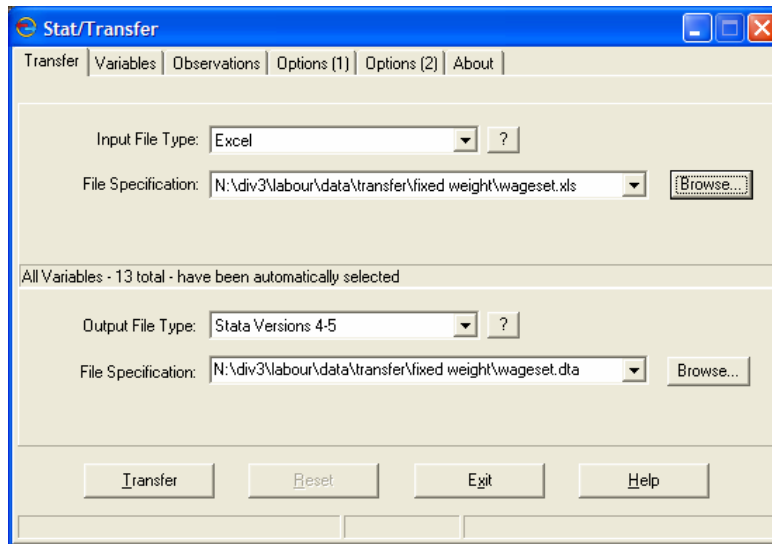 Stat/Transfer
Transfer Variables Observations Options (1) Options (2) About
Input File Type: Excel ?
File Specification: N:\div3\labour\data\transfer\fixed weight\wageset.xls Browse...
All Variables - 13 total - have been automatically selected
Output File Type: Stata Versions 4-5 ?
File Specification: N:\div3\labour\data\transfer\fixed weight\wageset.dta Browse...
Transfer Reset Exit Help